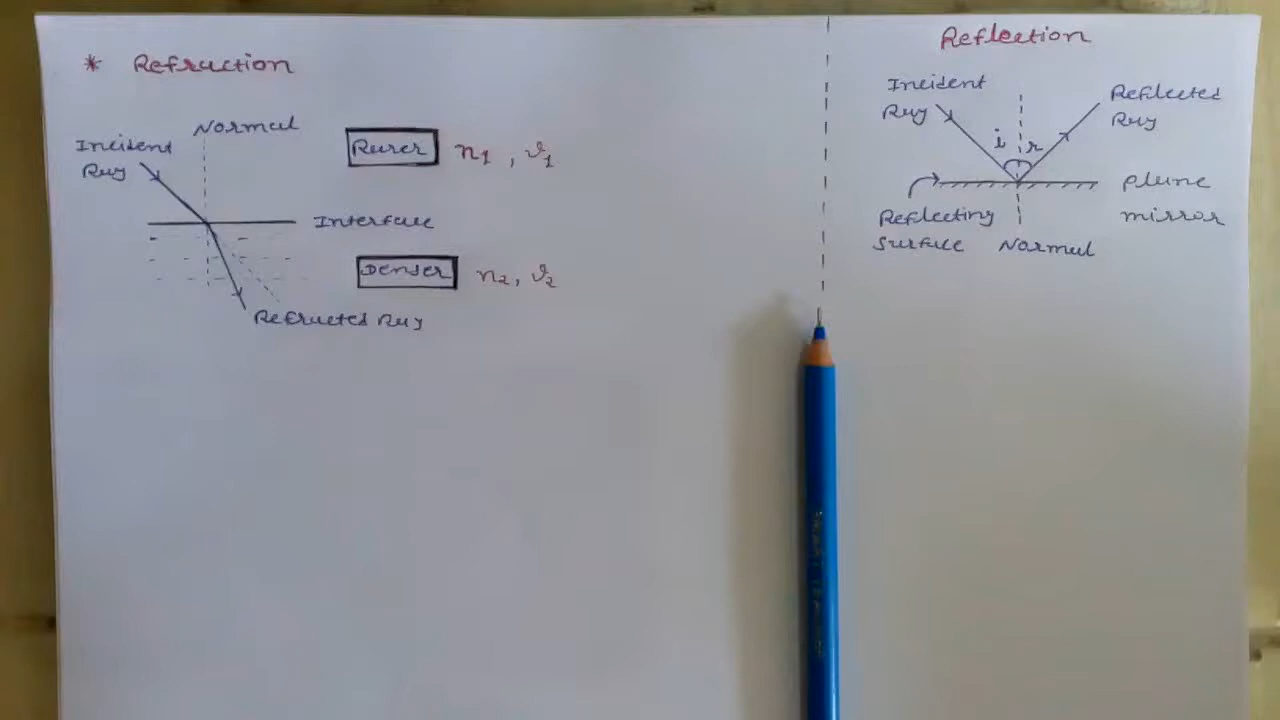 * Refraction
Normal
Incident
Ray
Rarer n1 , v1
Interface
Denser n2, v2
Refracted Ray
Reflection
Incident
Ray
Reflected
Ray
i r
Plane
mirror
Reflecting
Surface
Normal